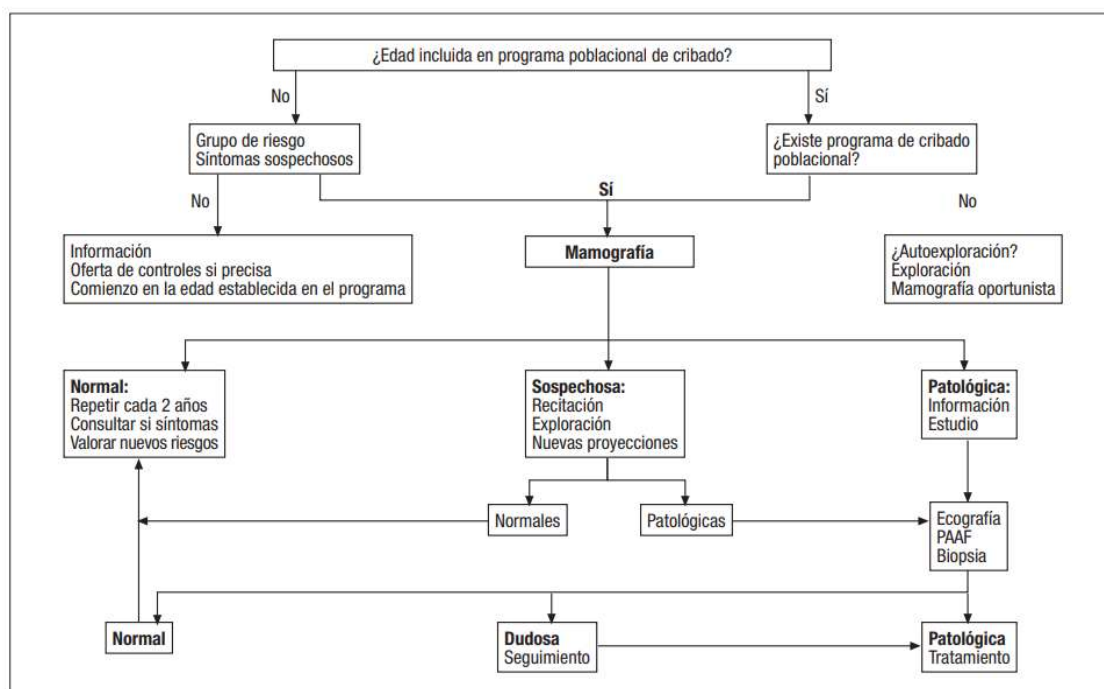 ¿Edad incluida en programa poblacional de cribado?
No
Sí
Grupo de riesgo
Síntomas sospechosos
¿Existe programa de cribado
poblacional?
No
Sí
No
Información
Oferta de controles si precisa
Comienzo en la edad establecida en el programa
Mamografía
¿Autoexploración?
Exploración
Mamografía oportunista
Normal:
Repetir cada 2 años
Consultar si síntomas
Valorar nuevos riesgos
Sospechosa:
Recitación
Exploración
Nuevas proyecciones
Patológica:
Información
Estudio
Normales
Patológicas
Ecografía
PAAF
Biopsia
Normal
Dudosa
Seguimiento
Patológica
Tratamiento